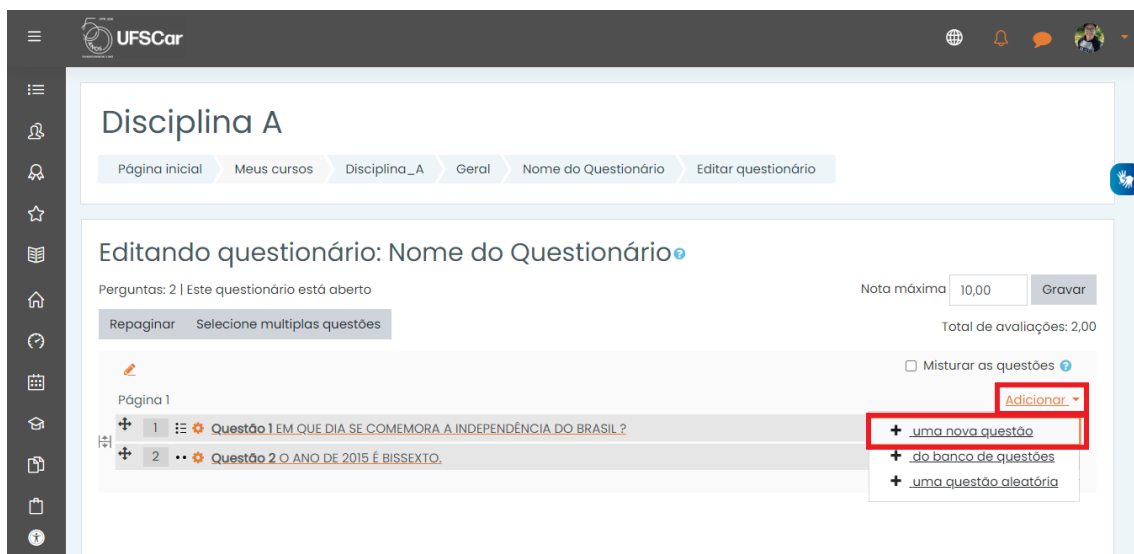 UFSCar
Disciplina A
Página inicial Meus cursos Disciplina_A Geral Nome do Questionário Editar questionário
Editando questionário: Nome do Questionário
Perguntas: 2 | Este questionário está aberto
Nota máxima 10,00 Gravar
Repaginar Selecione multiplas questões
Total de avaliações: 2,00
Misturar as questões
Página 1
Adicionar
1 Questão 1 EM QUE DIA SE COMEMORA A INDEPENDÊNCIA DO BRASIL ?
+ uma nova questão
2 Questão 2 O ANO DE 2015 É BISSEXTO.
+ do banco de questões
+ uma questão aleatória